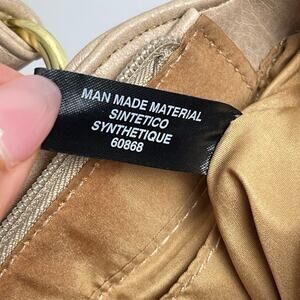 MAN MADE MATERIAL
SINTETICO
SYNTHETIQUE
60868